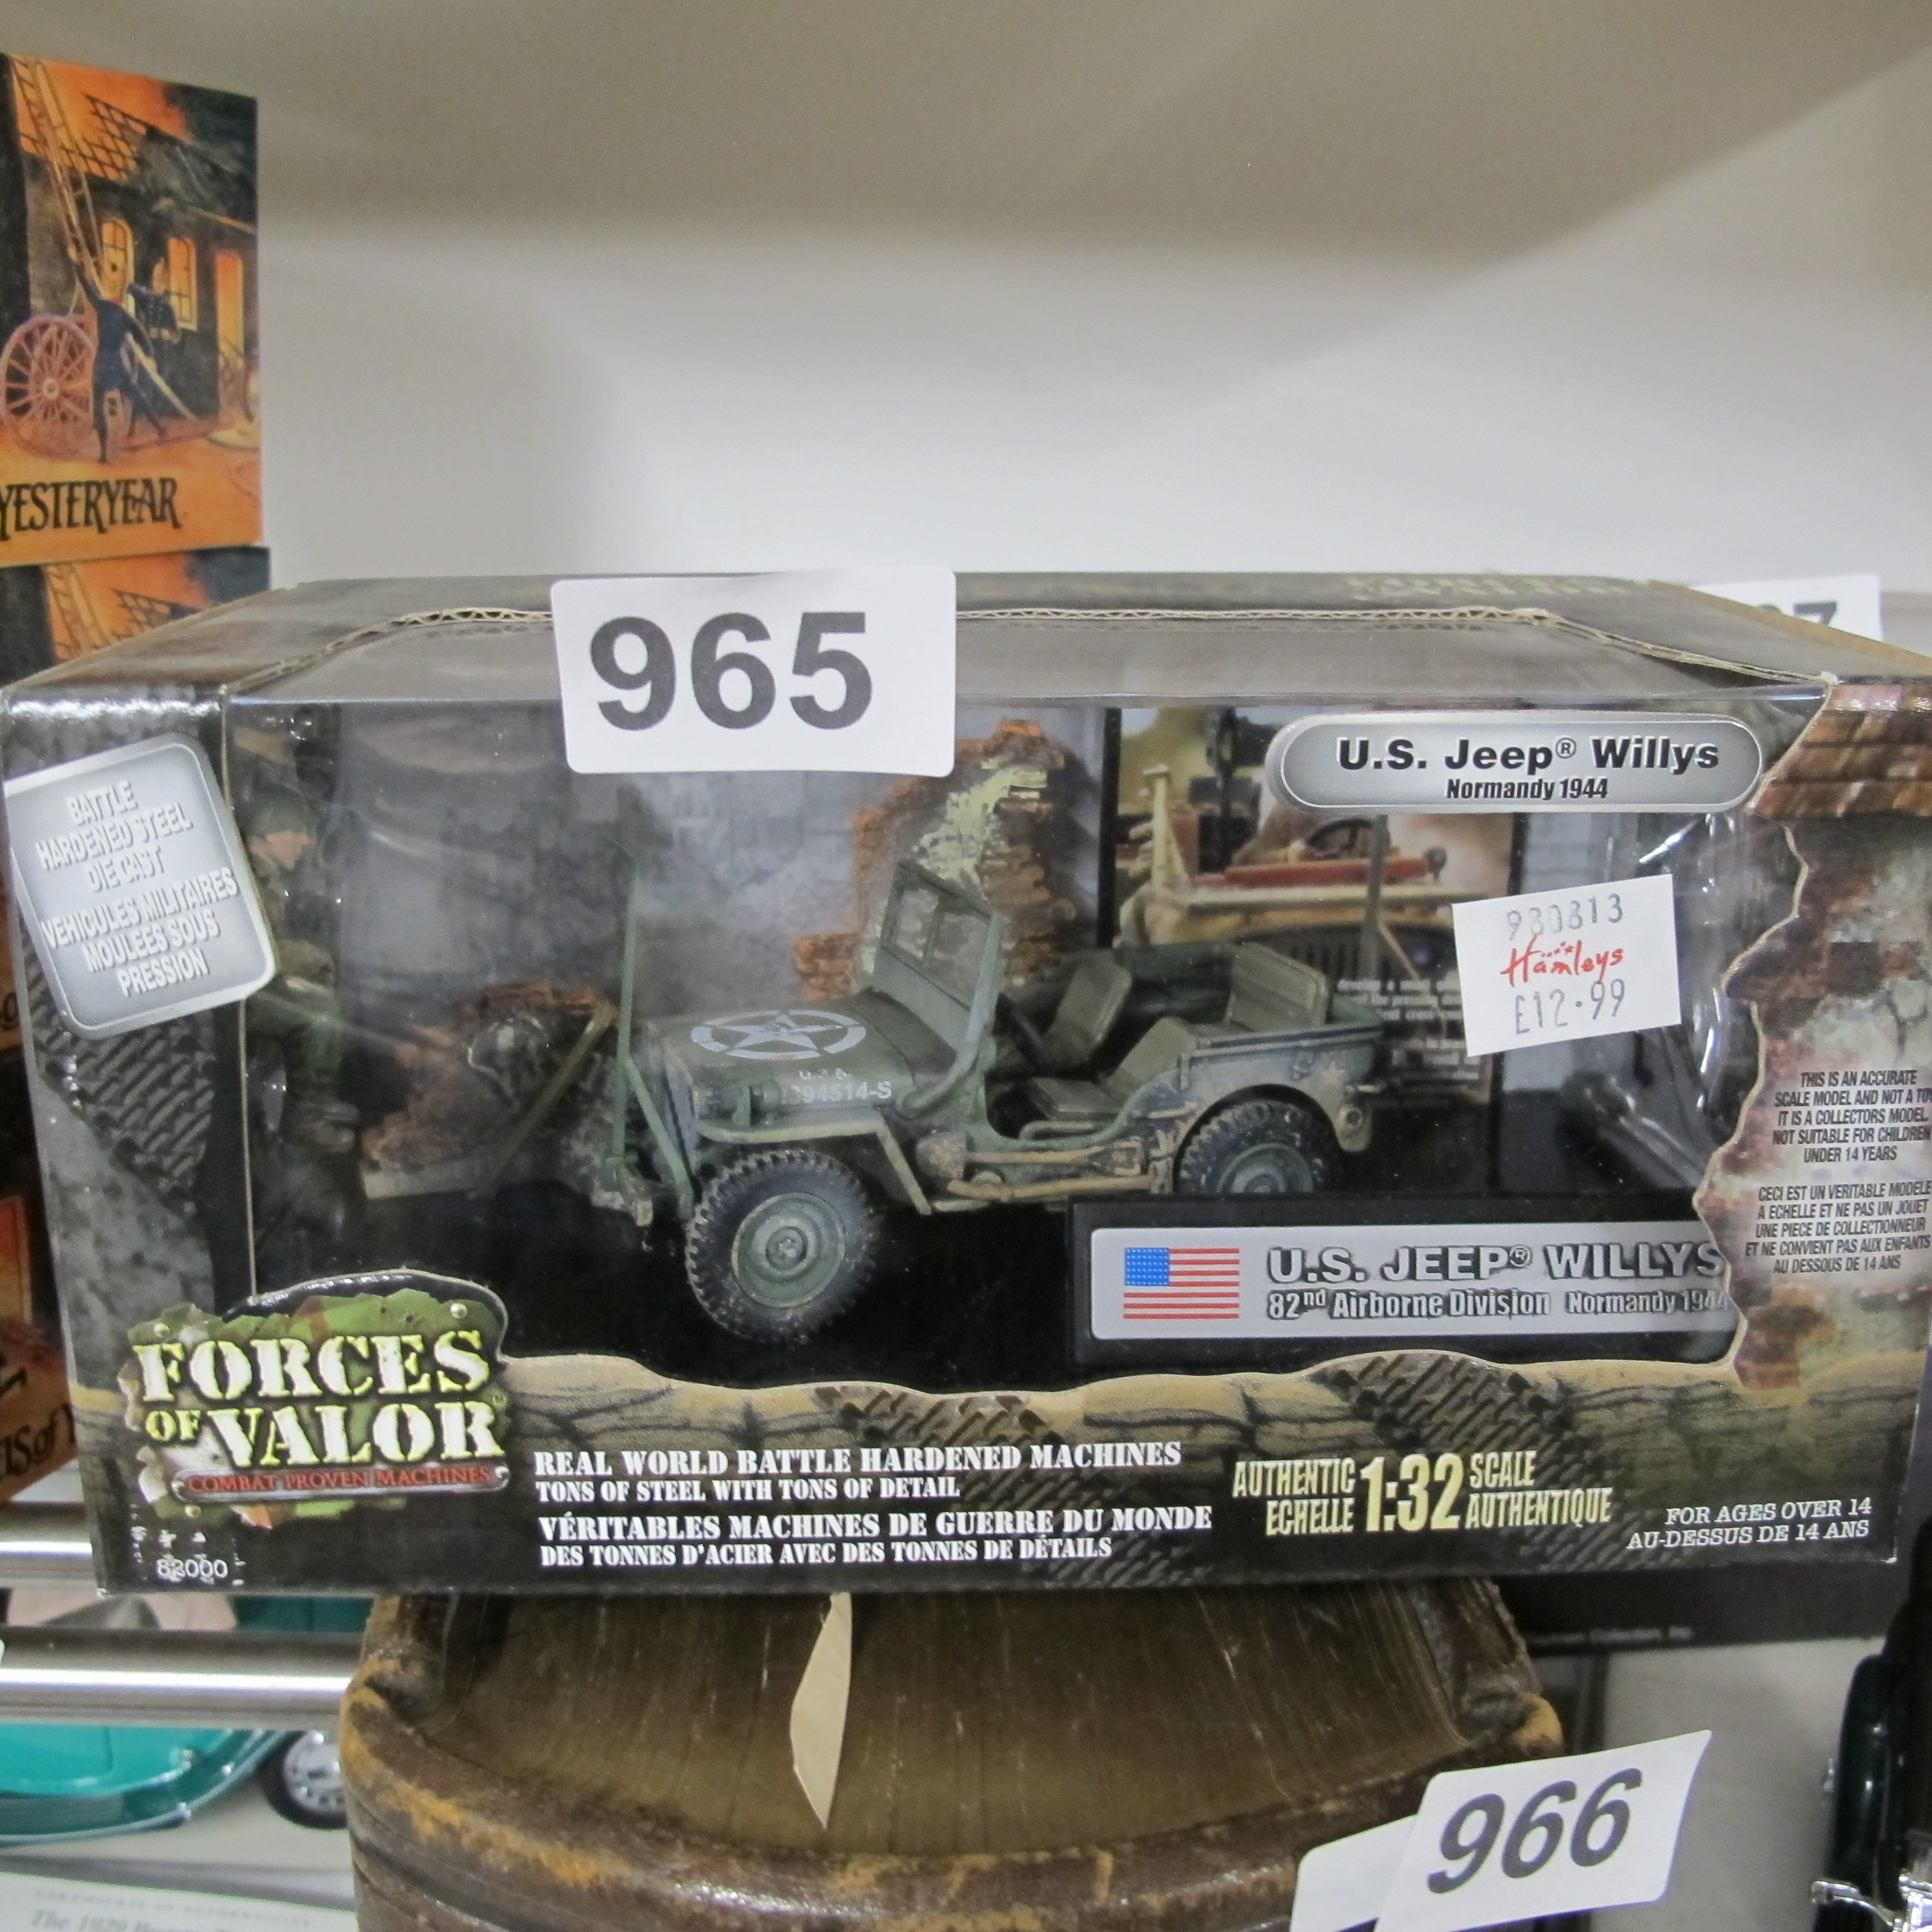 YESTERYEAR
965
U.S. Jeep® Willys
Normandy 1944
BATTLE
HARDENED STEEL
DIE CAST
VEHICULES MILITAIRES
MOULEES SOUS
PRESSION
980813
Hamleys
£12.99
U.S.A.
394514-S
THIS IS AN ACCURATE
SCALE MODEL AND NOT A
IT IS A COLLECTORS MODEL.
NOT SUITABLE FOR CHILDREN
UNDER 14 YEARS
CECI EST UN VERITABLE MODELE
A ECHELLE ET NE PAS UN JOUET
UNE PIECE DE COLLECTIONNEUR
ET NE CONVIENT PAS AUX ENFANTS
AU DESSOUS DE 14 ANS
U.S. JEEP® WILLYS
82nd Airborne Division Normandy 1944
FORCES
OF VALOR
COMBAT PROVEN MACHINES
REAL WORLD BATTLE HARDENED MACHINES
TONS OF STEEL WITH TONS OF DETAIL
VÉRITABLES MACHINES DE GUERRE DU MONDE
DES TONNES D'ACIER AVEC DES TONNES DE DÉTAILS
AUTHENTIC 1:32 SCALE
ECHELLE AUTHENTIQUE
FOR AGES OVER 14
AU-DESSUS DE 14 ANS
82000
966